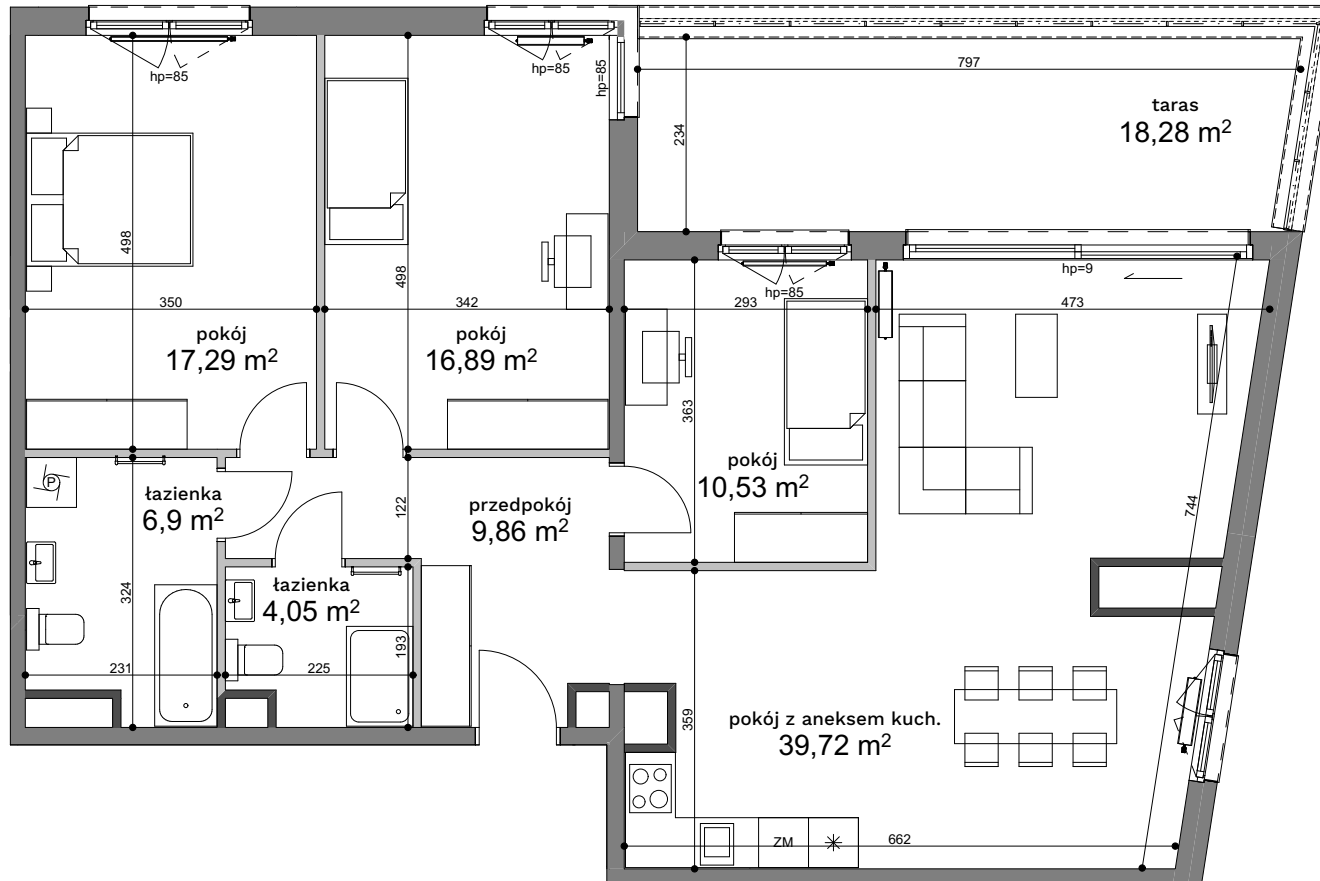 hp=85
hp=85
hp=85
797
taras
18,28 m²
234
498
498
hp=9
hp=85
350
342
293
473
pokój
17,29 m²
pokój
16,89 m²
363
pokój
10,53 m²
744
P
łazienka
6,9 m²
122
przedpokój
9,86 m²
324
łazienka
4,05 m²
193
231
225
359
pokój z aneksem kuch.
39,72 m²
ZM
662